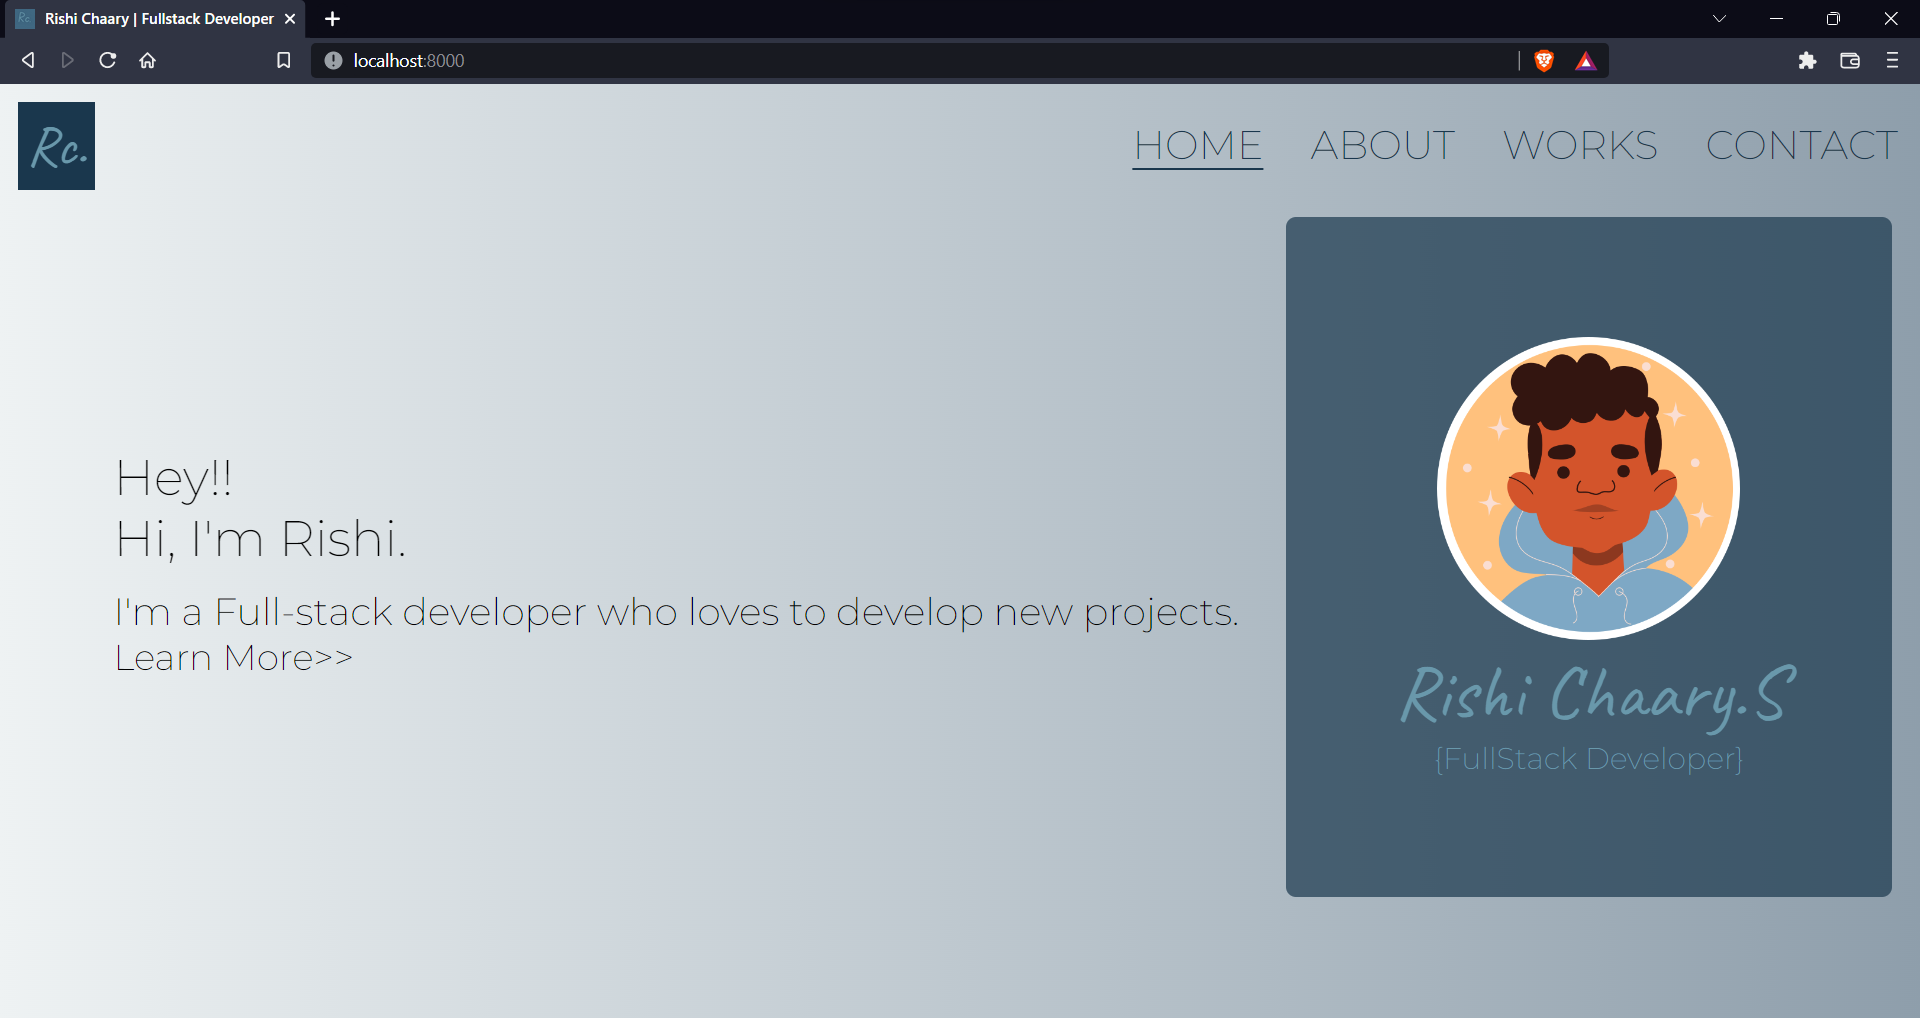 Rc. Rishi Chaary | Fullstack Developer
localhost:8000
Rc.
HOME ABOUT WORKS CONTACT
Hey!!
Hi, I'm Rishi.
I'm a Full-stack developer who loves to develop new projects.
Learn More>>
Rishi Chaary.S
{FullStack Developer}